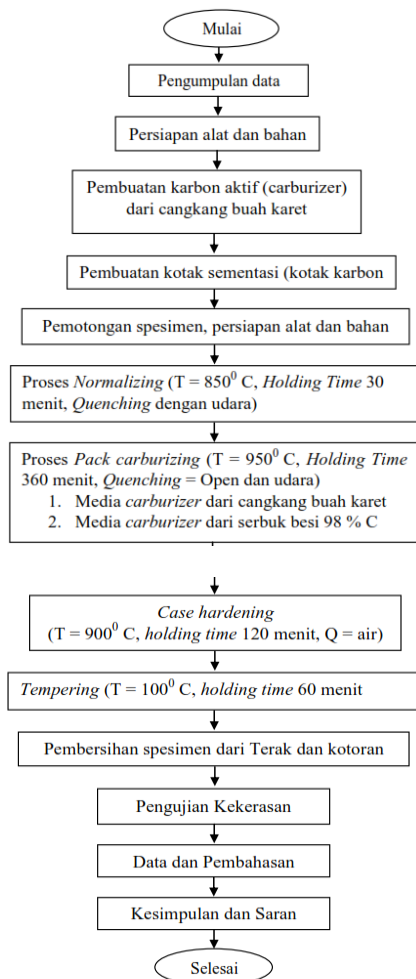 Mulai
Pengumpulan data
Persiapan alat dan bahan
Pembuatan karbon aktif (carburizer)
dari cangkang buah karet
Pembuatan kotak sementasi (kotak karbon
Pemotongan spesimen, persiapan alat dan bahan
Proses Normalizing (T = 850⁰ C, Holding Time 30
menit, Quenching dengan udara)
Proses Pack carburizing (T = 950⁰ C, Holding Time
360 menit, Quenching = Open dan udara)
1. Media carburizer dari cangkang buah karet
2. Media carburizer dari serbuk besi 98 % C
Case hardening
(T = 900⁰ C, holding time 120 menit, Q = air)
Tempering (T = 100⁰ C, holding time 60 menit
Pembersihan spesimen dari Terak dan kotoran
Pengujian Kekerasan
Data dan Pembahasan
Kesimpulan dan Saran
Selesai